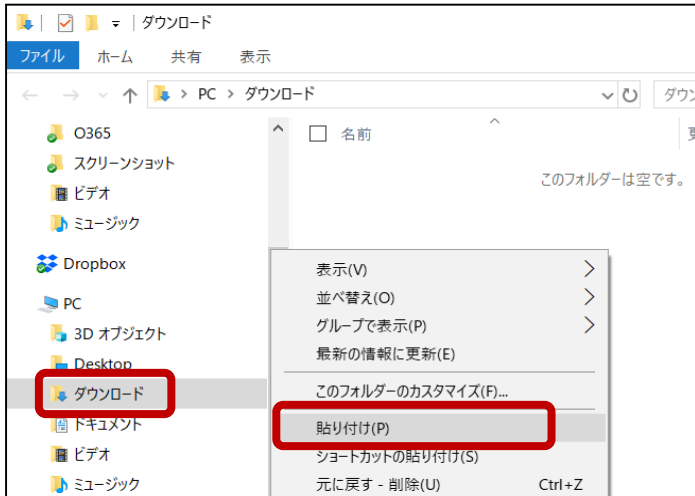 ダウンロード
ファイル ホーム 共有 表示
PC > ダウンロード
O365
スクリーンショット
ビデオ
ミュージック
Dropbox
PC
3D オブジェクト
Desktop
ダウンロード
ドキュメント
ビデオ
ミュージック
名前
このフォルダーは空です。
表示(V)
並べ替え(O)
グループで表示(P)
最新の情報に更新(E)
このフォルダーのカスタマイズ(F)...
貼り付け(P)
ショートカットの貼り付け(S)
元に戻す - 削除(U) Ctrl+Z